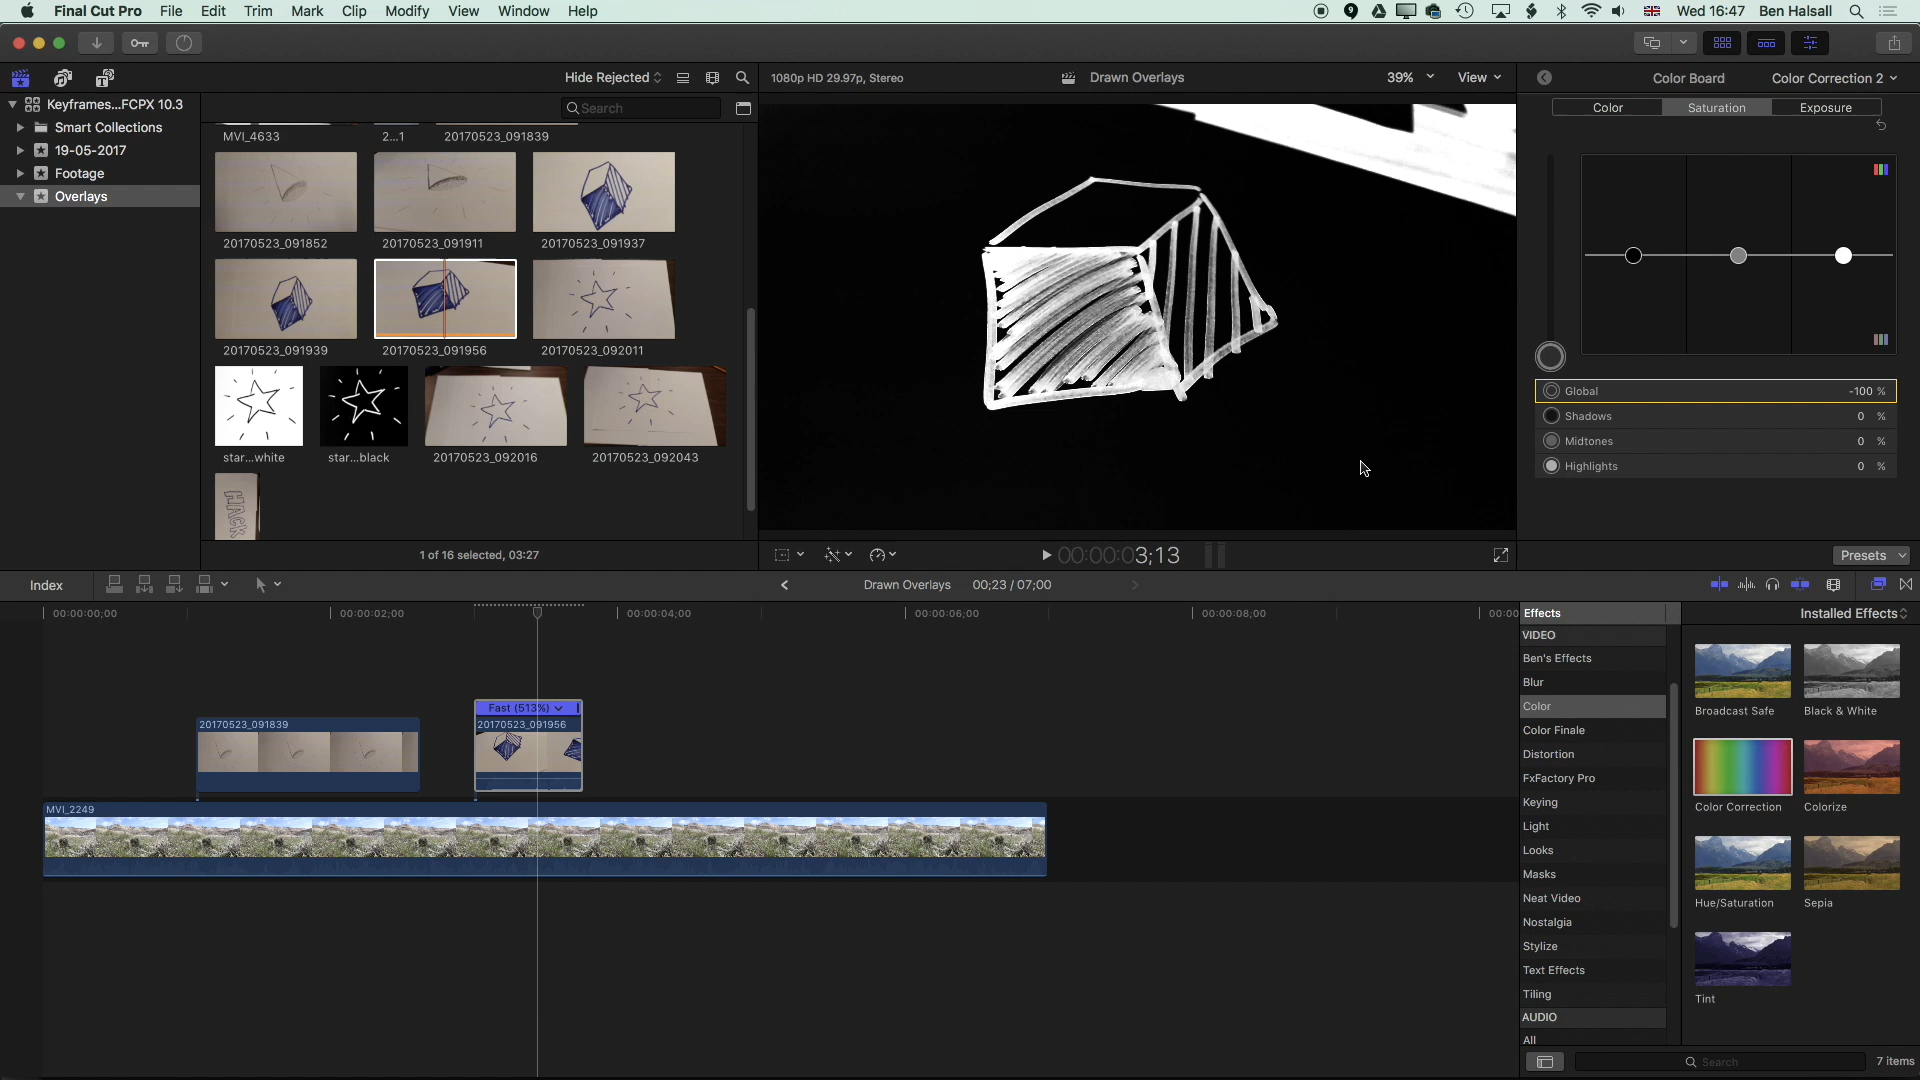 Final Cut Pro File Edit Trim Mark Clip Modify View Window Help 9 Wed 16:47 Ben Halsall
Hide Rejected
1080p HD 29.97p, Stereo
Drawn Overlays
39%
View
Color Board
Color Correction 2
Keyframes...FCPX 10.3
Smart Collections
19-05-2017
Footage
Overlays
Search
Color
Saturation
Exposure
MVI_4633
2...1
20170523_091839
20170523_091852
20170523_091911
20170523_091937
20170523_091939
20170523_091956
20170523_092011
star...white
star...black
20170523_092016
20170523_092043
HACK
Global -100 %
Shadows 0 %
Midtones 0 %
Highlights 0 %
1 of 16 selected, 03:27
00:00:03;13
Presets
Index
Drawn Overlays
00;23 / 07;00
00:00:00;00
00:00:02;00
00:00:04;00
00:00:06;00
00:00:08;00
00:00
Fast (513%)
20170523_091839
20170523_091956
MVI_2249
Effects
Installed Effects
VIDEO
Ben's Effects
Blur
Color
Color Finale
Distortion
FxFactory Pro
Keying
Light
Looks
Masks
Neat Video
Nostalgia
Stylize
Text Effects
Tiling
AUDIO
All
Broadcast Safe
Black & White
Color Correction
Colorize
Hue/Saturation
Sepia
Tint
Search
7 items